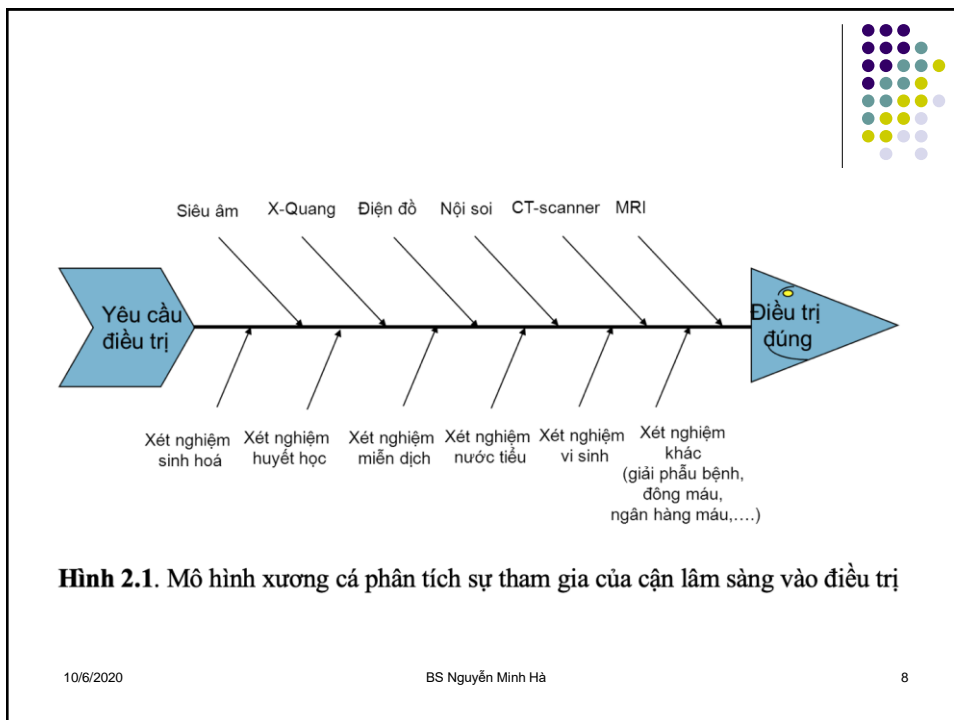 Siêu âm X-Quang Điện đồ Nội soi CT-scanner MRI
Yêu cầu
điều trị
Điều trị
đúng
Xét nghiệm
sinh hoá
Xét nghiệm
huyết học
Xét nghiệm
miễn dịch
Xét nghiệm
nước tiểu
Xét nghiệm
vi sinh
Xét nghiệm
khác
(giải phẫu bệnh,
đông máu,
ngân hàng máu,….)
Hình 2.1. Mô hình xương cá phân tích sự tham gia của cận lâm sàng vào điều trị
10/6/2020 BS Nguyễn Minh Hà 8